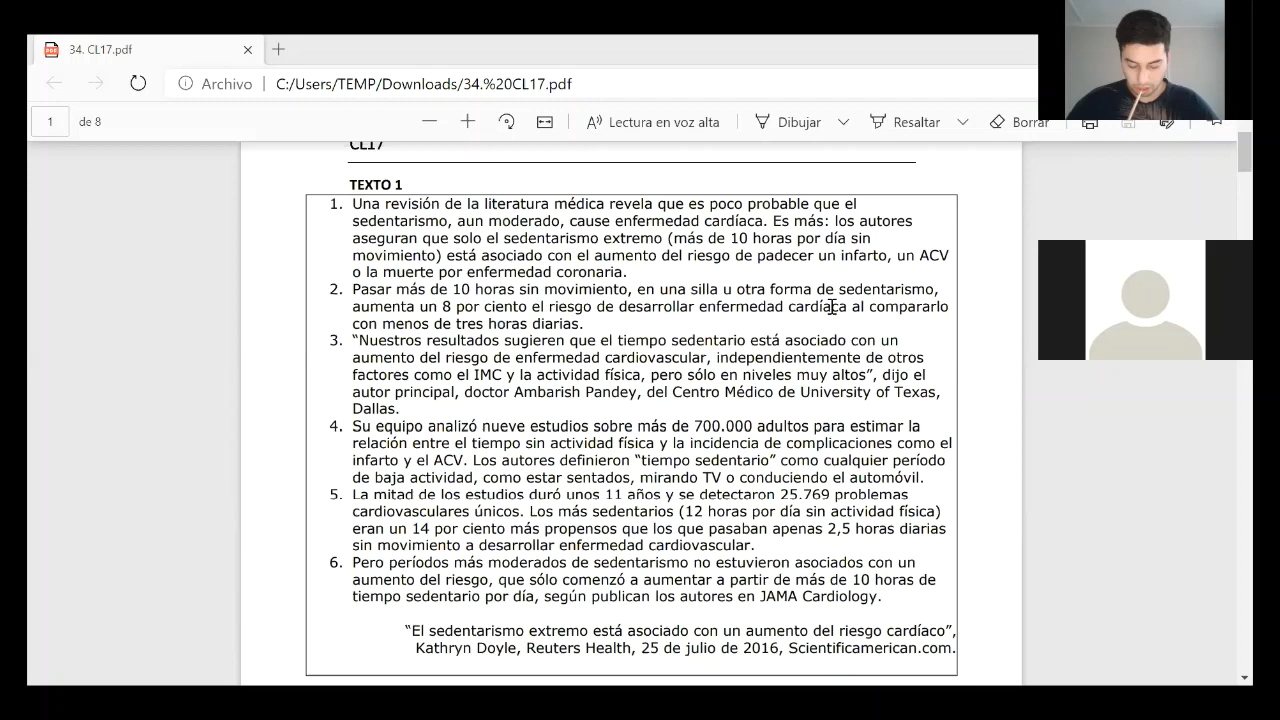 34. CL17.pdf
Archivo C:/Users/TEMP/Downloads/34.%20CL17.pdf
1 de 8 Lectura en voz alta Dibujar Resaltar Borrar
CL17
TEXTO 1
1. Una revisión de la literatura médica revela que es poco probable que el
sedentarismo, aun moderado, cause enfermedad cardíaca. Es más: los autores
aseguran que solo el sedentarismo extremo (más de 10 horas por día sin
movimiento) está asociado con el aumento del riesgo de padecer un infarto, un ACV
o la muerte por enfermedad coronaria.
2. Pasar más de 10 horas sin movimiento, en una silla u otra forma de sedentarismo,
aumenta un 8 por ciento el riesgo de desarrollar enfermedad cardíaca al compararlo
con menos de tres horas diarias.
3. “Nuestros resultados sugieren que el tiempo sedentario está asociado con un
aumento del riesgo de enfermedad cardiovascular, independientemente de otros
factores como el IMC y la actividad física, pero sólo en niveles muy altos”, dijo el
autor principal, doctor Ambarish Pandey, del Centro Médico de University of Texas,
Dallas.
4. Su equipo analizó nueve estudios sobre más de 700.000 adultos para estimar la
relación entre el tiempo sin actividad física y la incidencia de complicaciones como el
infarto y el ACV. Los autores definieron “tiempo sedentario” como cualquier período
de baja actividad, como estar sentados, mirando TV o conduciendo el automóvil.
5. La mitad de los estudios duró unos 11 años y se detectaron 25.769 problemas
cardiovasculares únicos. Los más sedentarios (12 horas por día sin actividad física)
eran un 14 por ciento más propensos que los que pasaban apenas 2,5 horas diarias
sin movimiento a desarrollar enfermedad cardiovascular.
6. Pero períodos más moderados de sedentarismo no estuvieron asociados con un
aumento del riesgo, que sólo comenzó a aumentar a partir de más de 10 horas de
tiempo sedentario por día, según publican los autores en JAMA Cardiology.
“El sedentarismo extremo está asociado con un aumento del riesgo cardíaco”,
Kathryn Doyle, Reuters Health, 25 de julio de 2016, Scientificamerican.com.